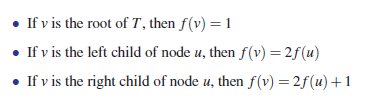 • If v is the root of T, then f(v) = 1
• If v is the left child of node u, then f(v) = 2f(u)
• If v is the right child of node u, then f(v) = 2f(u)+1